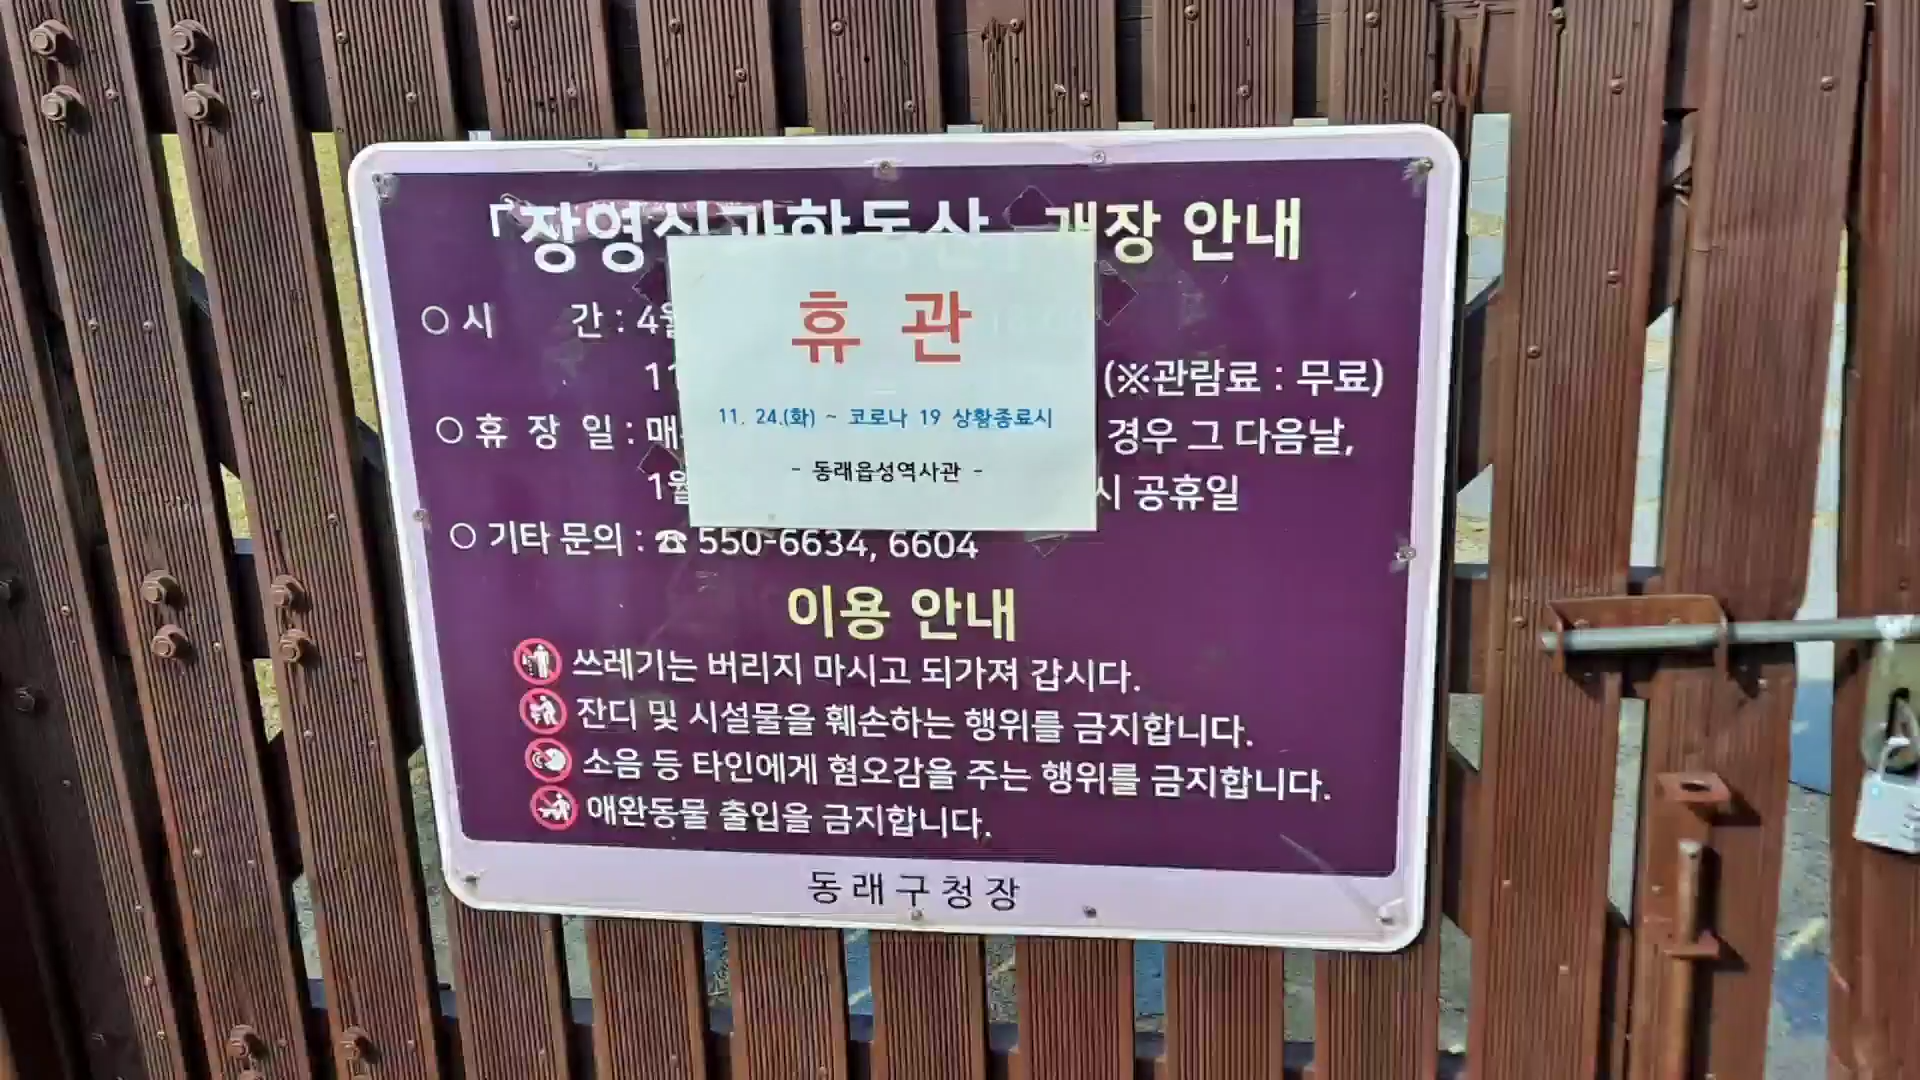 「장영실과학동산」 개장 안내
○ 시 간 : 4월
11
(※관람료 : 무료)
○ 휴 장 일 : 매
경우 그 다음날,
1월
시 공휴일
○ 기타 문의 : ☎ 550-6634, 6604
휴 관
11. 24.(화) ~ 코로나 19 상황종료시
- 동래읍성역사관 -
이용 안내
쓰레기는 버리지 마시고 되가져 갑시다.
잔디 및 시설물을 훼손하는 행위를 금지합니다.
소음 등 타인에게 혐오감을 주는 행위를 금지합니다.
애완동물 출입을 금지합니다.
동래구청장